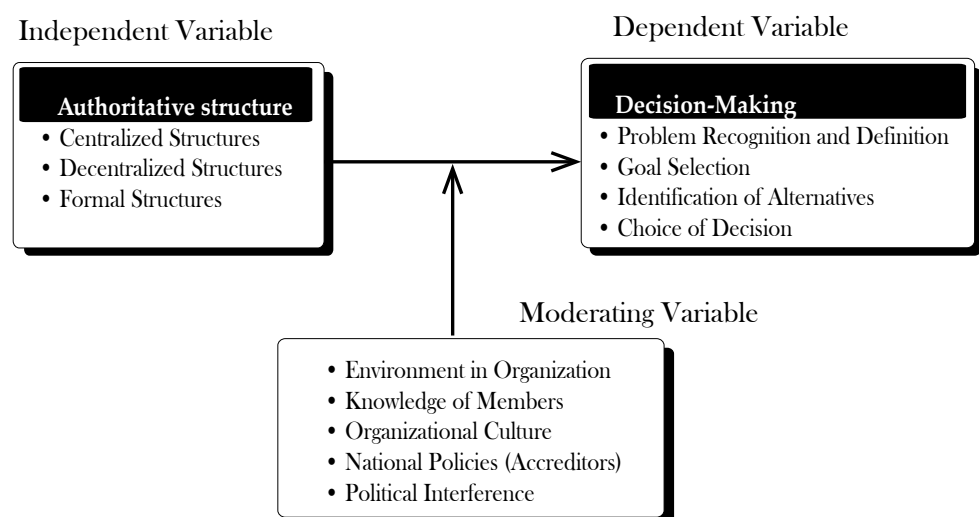 Independent Variable
Dependent Variable
Authoritative structure
• Centralized Structures
• Decentralized Structures
• Formal Structures
Decision-Making
• Problem Recognition and Definition
• Goal Selection
• Identification of Alternatives
• Choice of Decision
Moderating Variable
• Environment in Organization
• Knowledge of Members
• Organizational Culture
• National Policies (Accreditors)
• Political Interference